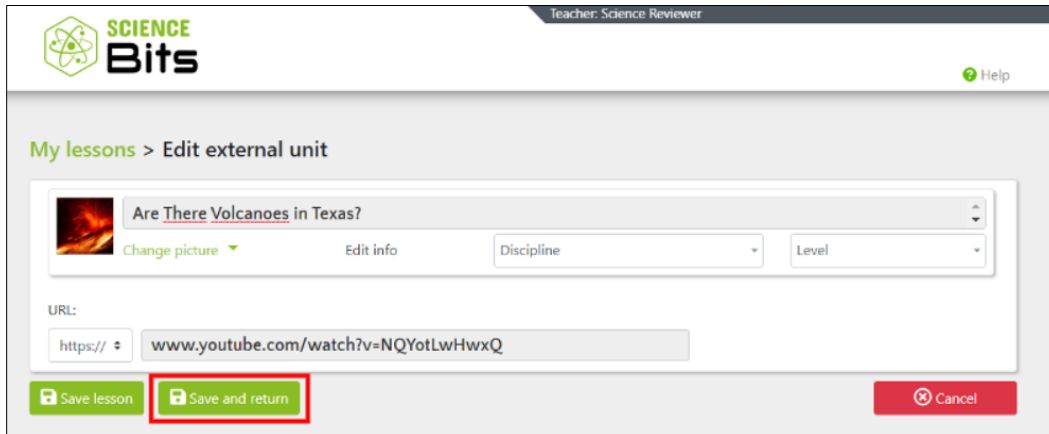 Teacher: Science Reviewer
SCIENCE
Bits
Help
My lessons > Edit external unit
Are There Volcanoes in Texas?
Change picture Edit info Discipline Level
URL:
https:// www.youtube.com/watch?v=NQYotLwHwxQ
Save lesson Save and return Cancel